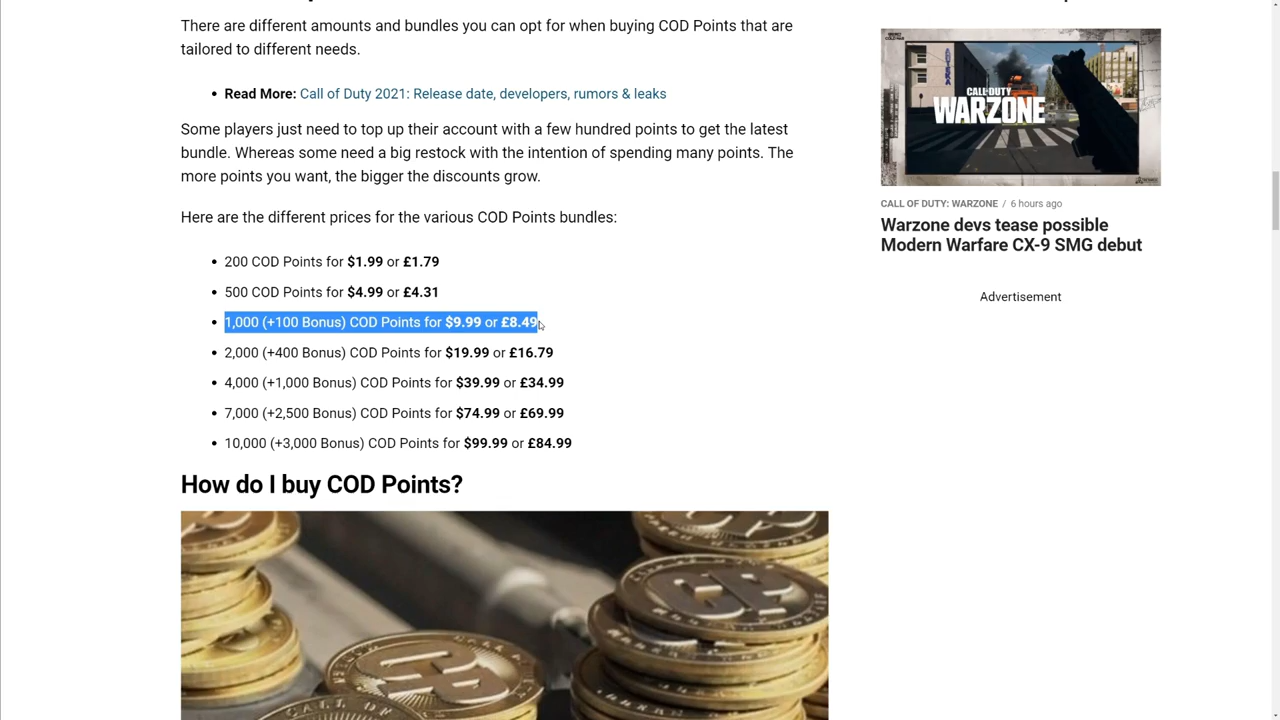 There are different amounts and bundles you can opt for when buying COD Points that are
tailored to different needs.
• Read More: Call of Duty 2021: Release date, developers, rumors & leaks
Some players just need to top up their account with a few hundred points to get the latest
bundle. Whereas some need a big restock with the intention of spending many points. The
more points you want, the bigger the discounts grow.
Here are the different prices for the various COD Points bundles:
• 200 COD Points for $1.99 or £1.79
• 500 COD Points for $4.99 or £4.31
• 1,000 (+100 Bonus) COD Points for $9.99 or £8.49
• 2,000 (+400 Bonus) COD Points for $19.99 or £16.79
• 4,000 (+1,000 Bonus) COD Points for $39.99 or £34.99
• 7,000 (+2,500 Bonus) COD Points for $74.99 or £69.99
• 10,000 (+3,000 Bonus) COD Points for $99.99 or £84.99
How do I buy COD Points?
CP
CALL OF
CALL OF DUTY
WARZONE
CALL OF DUTY: WARZONE / 6 hours ago
Warzone devs tease possible
Modern Warfare CX-9 SMG debut
Advertisement